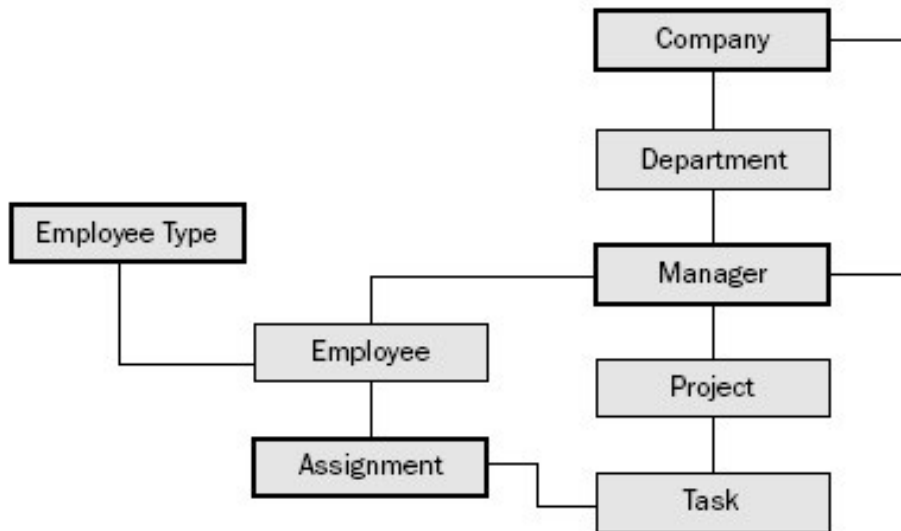 Company
Department
Employee Type
Manager
Employee
Project
Assignment
Task